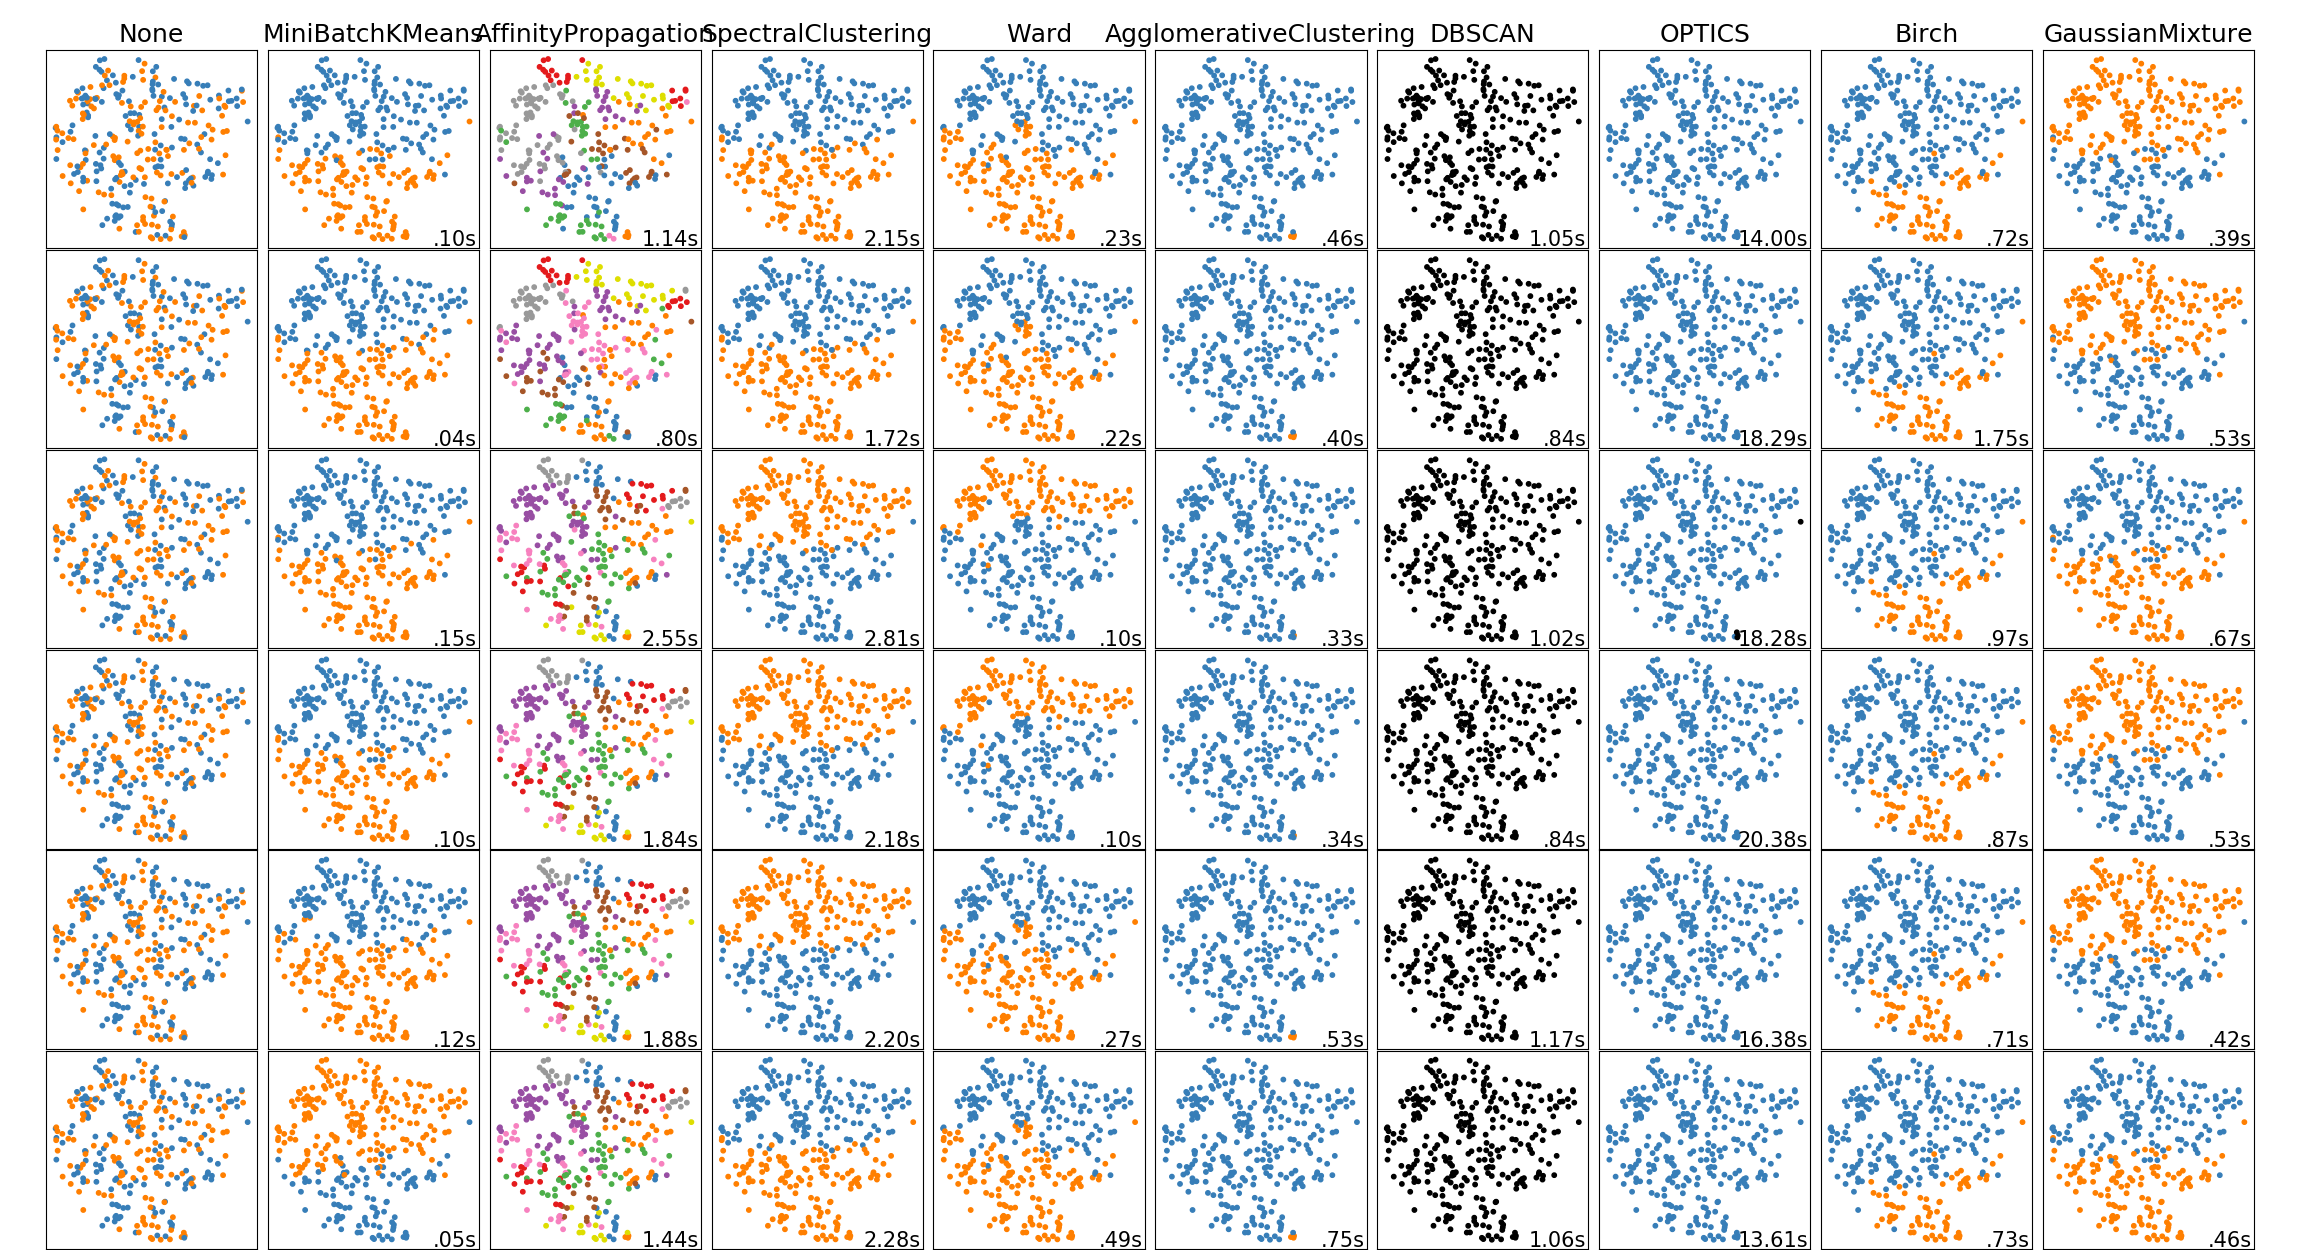 None MiniBatchKMeans AffinityPropagation SpectralClustering Ward AgglomerativeClustering DBSCAN OPTICS Birch GaussianMixture
.10s 1.14s 2.15s .23s .46s 1.05s 14.00s .72s .39s
.04s .80s 1.72s .22s .40s .84s 18.29s 1.75s .53s
.15s 2.55s 2.81s .10s .33s 1.02s 18.28s .97s .67s
.10s 1.84s 2.18s .10s .34s .84s 20.38s .87s .53s
.12s 1.88s 2.20s .27s .53s 1.17s 16.38s .71s .42s
.05s 1.44s 2.28s .49s .75s 1.06s 13.61s .73s .46s